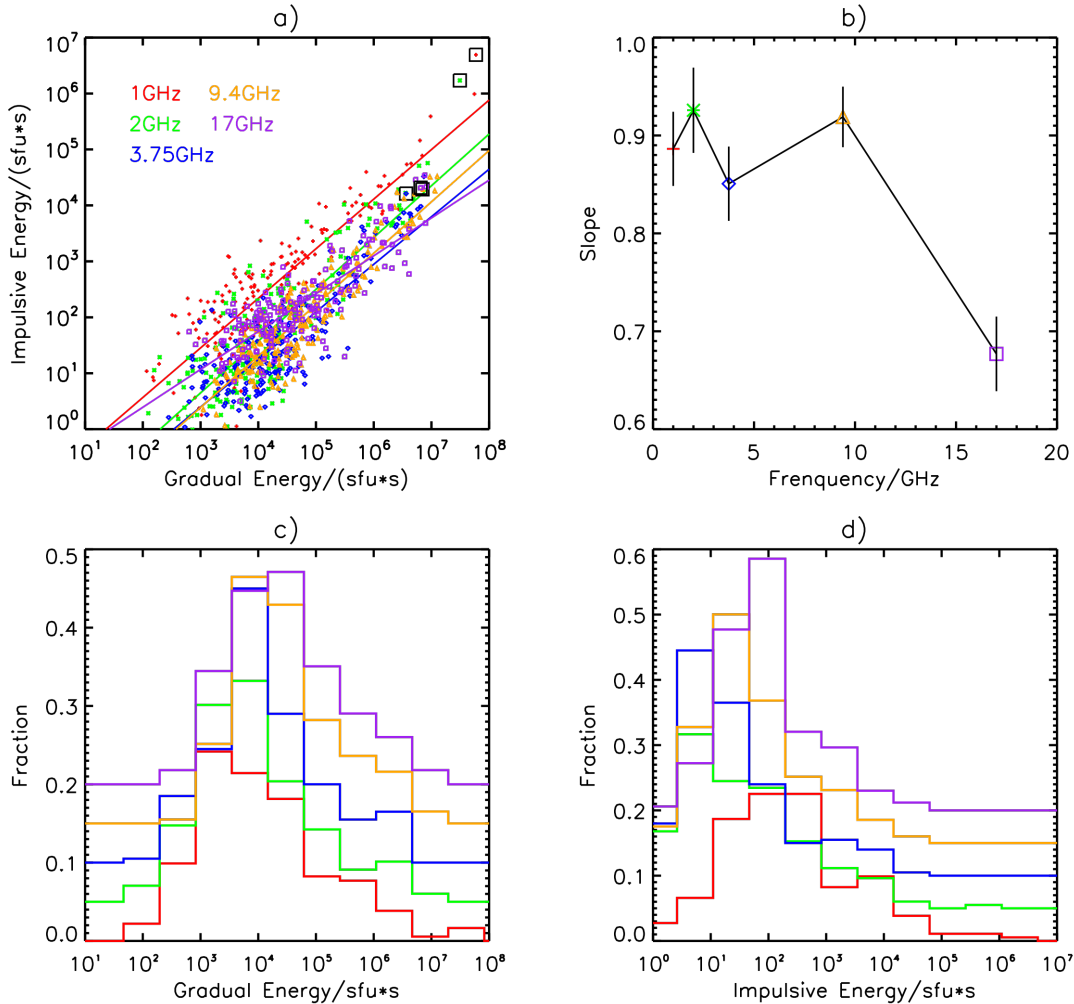 a)
10^7
10^6
10^5
10^4
10^3
10^2
10^1
10^0
Impulsive Energy/(sfu*s)
1GHz 9.4GHz
2GHz 17GHz
3.75GHz
10^1 10^2 10^3 10^4 10^5 10^6 10^7 10^8
Gradual Energy/(sfu*s)
b)
1.0
0.9
0.8
0.7
0.6
Slope
0 5 10 15 20
Frenquency/GHz
c)
0.5
0.4
0.3
0.2
0.1
0.0
Fraction
10^1 10^2 10^3 10^4 10^5 10^6 10^7 10^8
Gradual Energy/sfu*s
d)
0.6
0.5
0.4
0.3
0.2
0.1
0.0
Fraction
10^0 10^1 10^2 10^3 10^4 10^5 10^6 10^7
Impulsive Energy/sfu*s